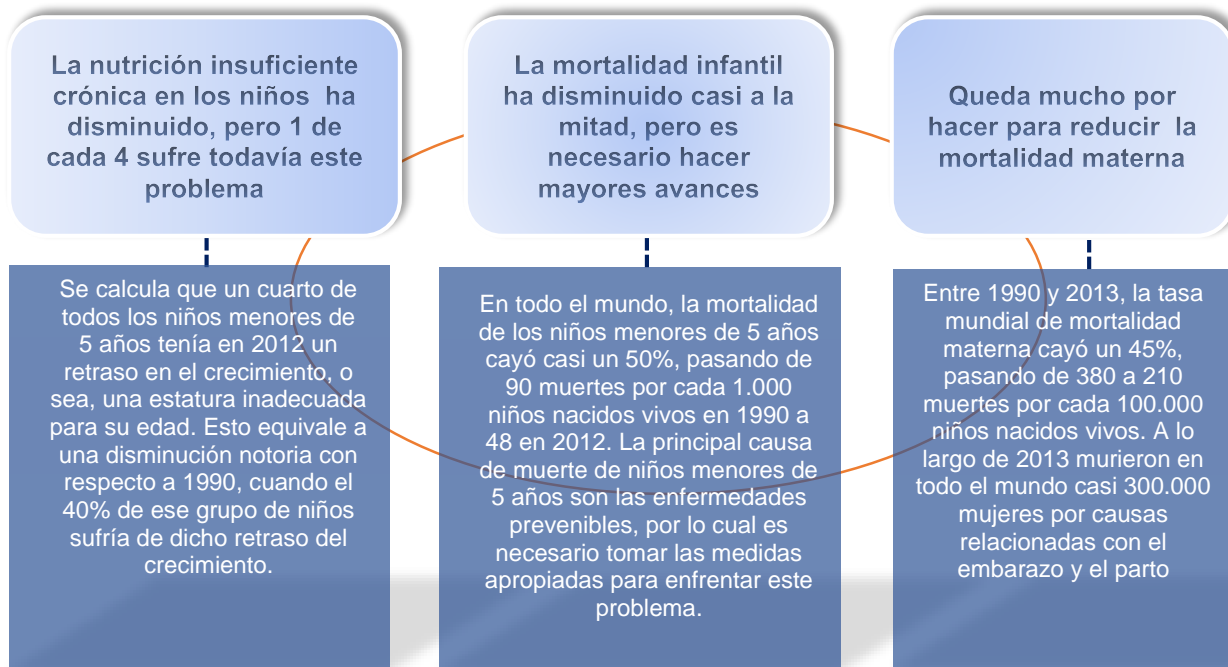 La nutrición insuficiente
crónica en los niños ha
disminuido, pero 1 de
cada 4 sufre todavía este
problema
Se calcula que un cuarto de
todos los niños menores de
5 años tenía en 2012 un
retraso en el crecimiento, o
sea, una estatura inadecuada
para su edad. Esto equivale a
una disminución notoria con
respecto a 1990, cuando el
40% de ese grupo de niños
sufría de dicho retraso del
crecimiento.
La mortalidad infantil
ha disminuido casi a la
mitad, pero es
necesario hacer
mayores avances
En todo el mundo, la mortalidad
de los niños menores de 5 años
cayó casi un 50%, pasando de
90 muertes por cada 1.000
niños nacidos vivos en 1990 a
48 en 2012. La principal causa
de muerte de niños menores de
5 años son las enfermedades
prevenibles, por lo cual es
necesario tomar las medidas
apropiadas para enfrentar este
problema.
Queda mucho por
hacer para reducir la
mortalidad materna
Entre 1990 y 2013, la tasa
mundial de mortalidad
materna cayó un 45%,
pasando de 380 a 210
muertes por cada 100.000
niños nacidos vivos. A lo
largo de 2013 murieron en
todo el mundo casi 300.000
mujeres por causas
relacionadas con el
embarazo y el parto